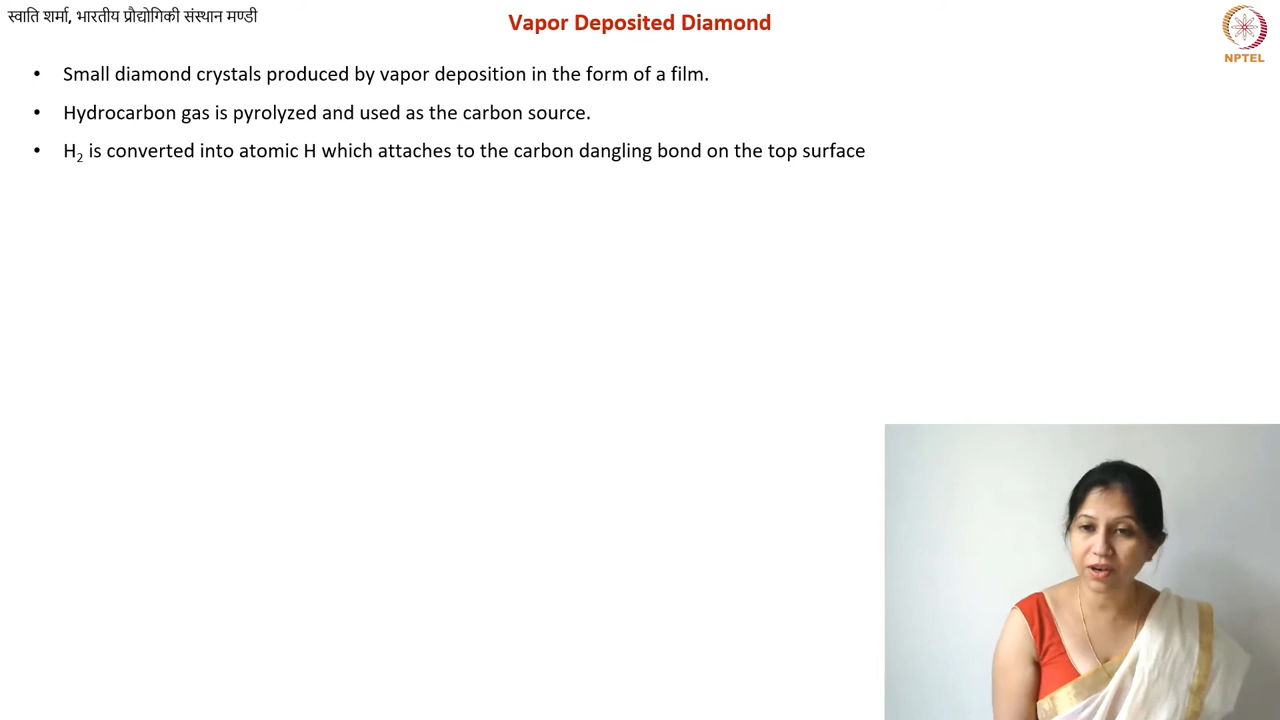 स्वाति शर्मा, भारतीय प्रौद्योगिकी संस्थान मण्डी
Vapor Deposited Diamond
NPTEL
• Small diamond crystals produced by vapor deposition in the form of a film.
• Hydrocarbon gas is pyrolyzed and used as the carbon source.
• H₂ is converted into atomic H which attaches to the carbon dangling bond on the top surface